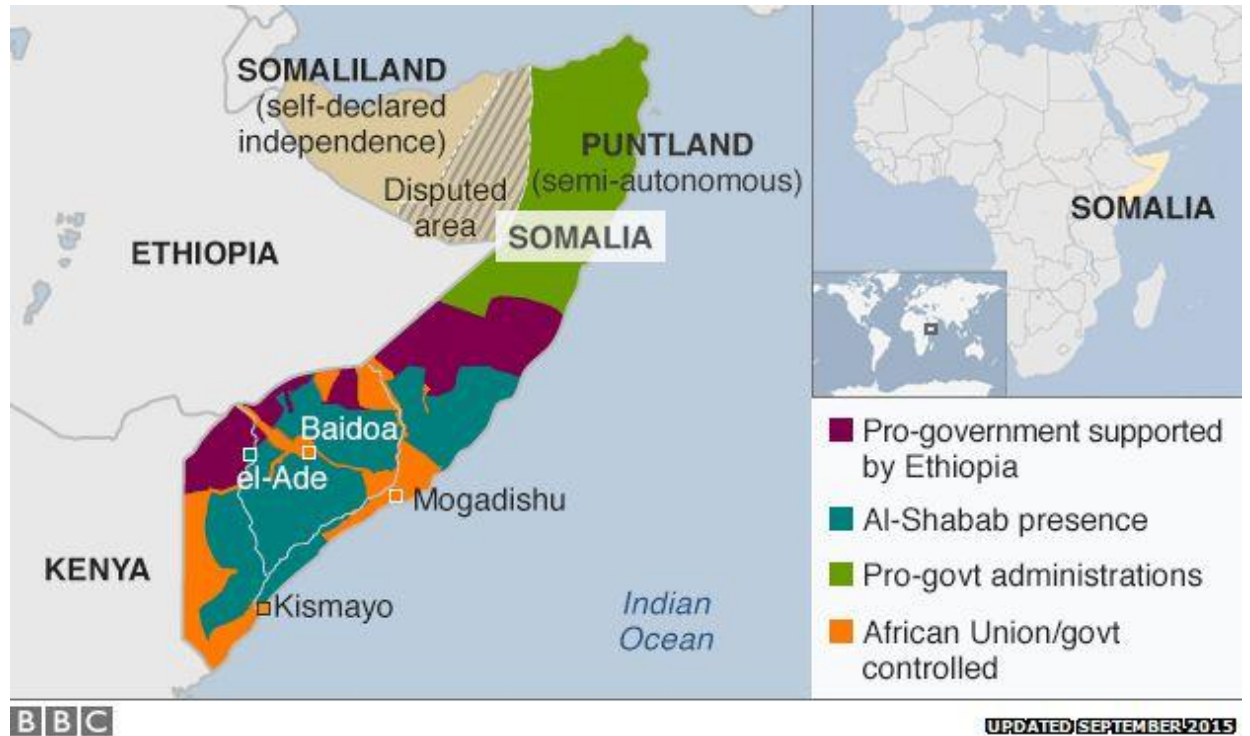 SOMALILAND
(self-declared
independence)
Disputed
area
PUNTLAND
(semi-autonomous)
SOMALIA
ETHIOPIA
Baidoa
el-Ade
Mogadishu
KENYA
Kismayo
Indian
Ocean
SOMALIA
Pro-government supported
by Ethiopia
Al-Shabab presence
Pro-govt administrations
African Union/govt
controlled
BBC
UPDATED SEPTEMBER 2015